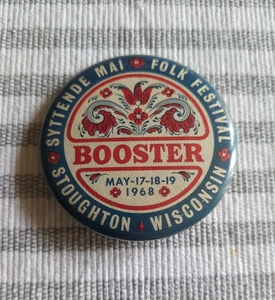 SYTTENDE MAI • FOLK FESTIVAL
BOOSTER
MAY-17-18-19
1968
STOUGHTON • WISCONSIN